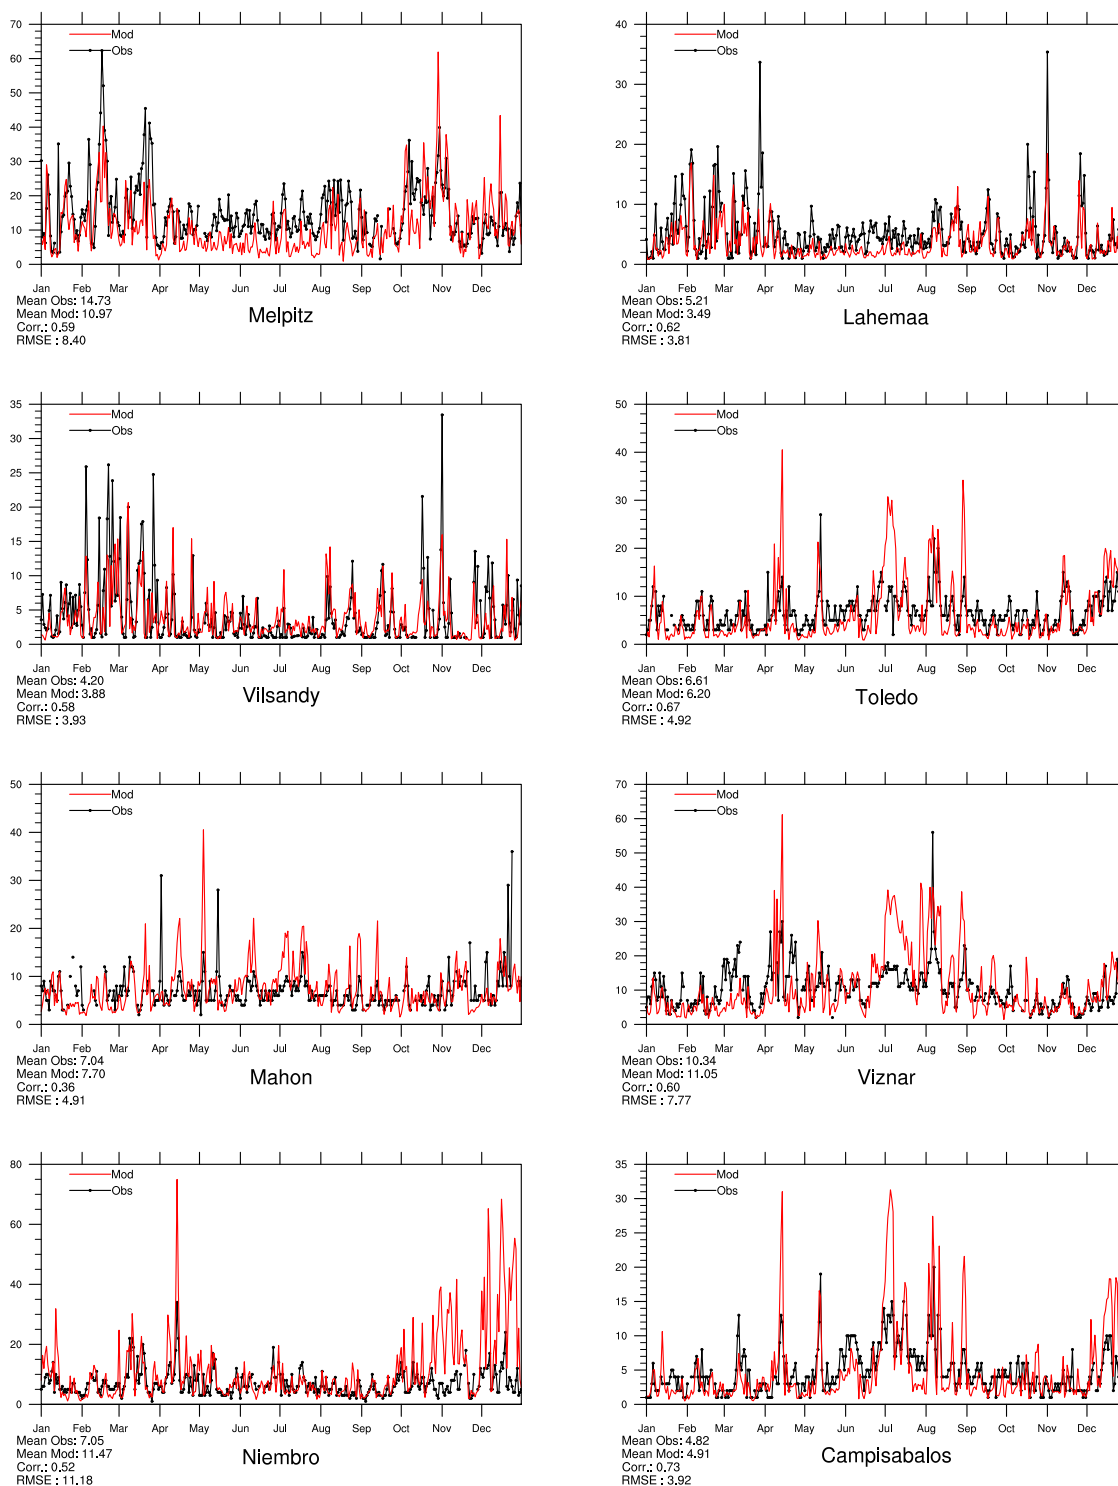 70
60
50
40
30
20
10
0
Mod
Obs
Jan Feb Mar Apr May Jun Jul Aug Sep Oct Nov Dec
Mean Obs: 14.73
Mean Mod: 10.97
Corr.: 0.59
RMSE : 8.40
Melpitz
40
30
20
10
0
Mod
Obs
Jan Feb Mar Apr May Jun Jul Aug Sep Oct Nov Dec
Mean Obs: 5.21
Mean Mod: 3.49
Corr.: 0.62
RMSE : 3.81
Lahemaa
35
30
25
20
15
10
5
0
Mod
Obs
Jan Feb Mar Apr May Jun Jul Aug Sep Oct Nov Dec
Mean Obs: 4.20
Mean Mod: 3.88
Corr.: 0.58
RMSE : 3.93
Vilsandy
50
40
30
20
10
0
Mod
Obs
Jan Feb Mar Apr May Jun Jul Aug Sep Oct Nov Dec
Mean Obs: 6.61
Mean Mod: 6.20
Corr.: 0.67
RMSE : 4.92
Toledo
50
40
30
20
10
0
Mod
Obs
Jan Feb Mar Apr May Jun Jul Aug Sep Oct Nov Dec
Mean Obs: 7.04
Mean Mod: 7.70
Corr.: 0.36
RMSE : 4.91
Mahon
70
60
50
40
30
20
10
0
Mod
Obs
Jan Feb Mar Apr May Jun Jul Aug Sep Oct Nov Dec
Mean Obs: 10.34
Mean Mod: 11.05
Corr.: 0.60
RMSE : 7.77
Viznar
80
60
40
20
0
Mod
Obs
Jan Feb Mar Apr May Jun Jul Aug Sep Oct Nov Dec
Mean Obs: 7.05
Mean Mod: 11.47
Corr.: 0.52
RMSE : 11.18
Niembro
35
30
25
20
15
10
5
0
Mod
Obs
Jan Feb Mar Apr May Jun Jul Aug Sep Oct Nov Dec
Mean Obs: 4.82
Mean Mod: 4.91
Corr.: 0.73
RMSE : 3.92
Campisabalos